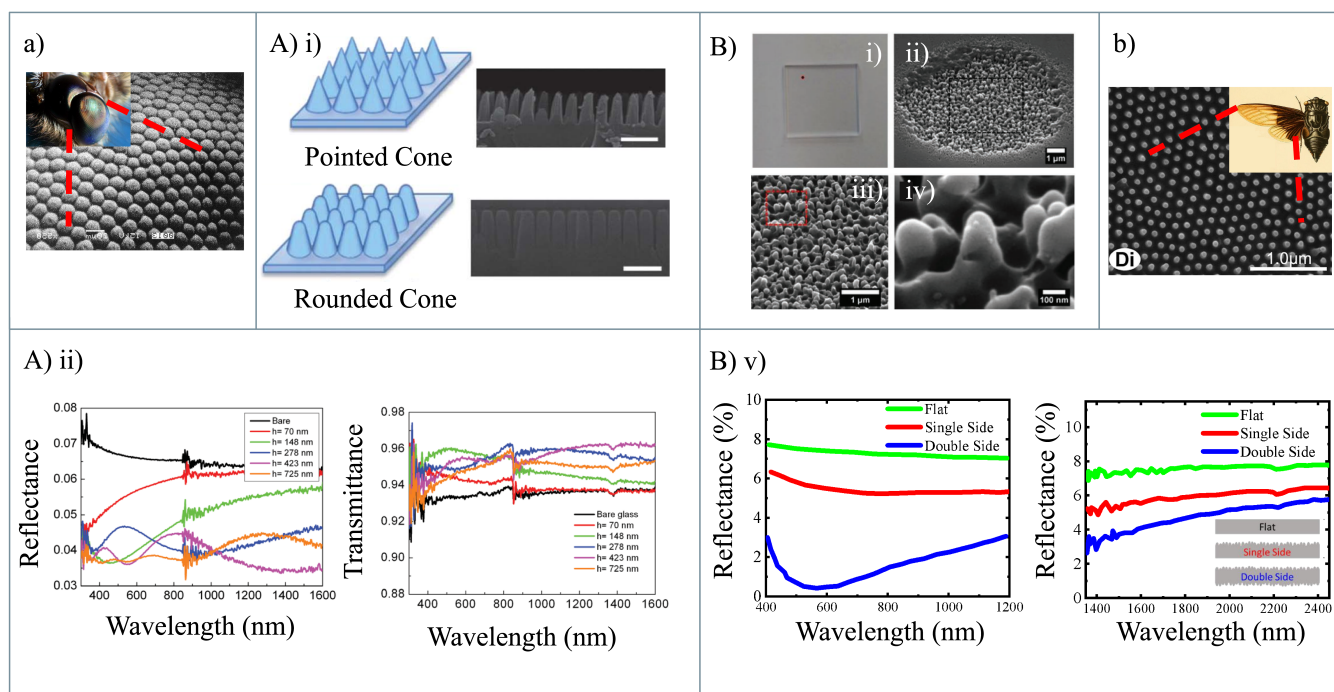 a)
A) i)
Pointed Cone
Rounded Cone
B)
i)
ii)
1 µm
iii)
1 µm
iv)
100 nm
b)
Di
1.0µm
A) ii)
Reflectance
0.08
0.07
0.06
0.05
0.04
0.03
400 600 800 1000 1200 1400 1600
Wavelength (nm)
Bare
h= 70 nm
h= 148 nm
h= 278 nm
h= 423 nm
h= 725 nm
Transmittance
0.98
0.96
0.94
0.92
0.90
0.88
400 600 800 1000 1200 1400 1600
Wavelength (nm)
Bare glass
h= 70 nm
h= 148 nm
h= 278 nm
h= 423 nm
h= 725 nm
B) v)
Reflectance (%)
10
8
6
4
2
0
400 600 800 1000 1200
Wavelength (nm)
Flat
Single Side
Double Side
Reflectance (%)
10
8
6
4
2
0
1400 1600 1800 2000 2200 2400
Wavelength (nm)
Flat
Single Side
Double Side
Flat
Single Side
Double Side